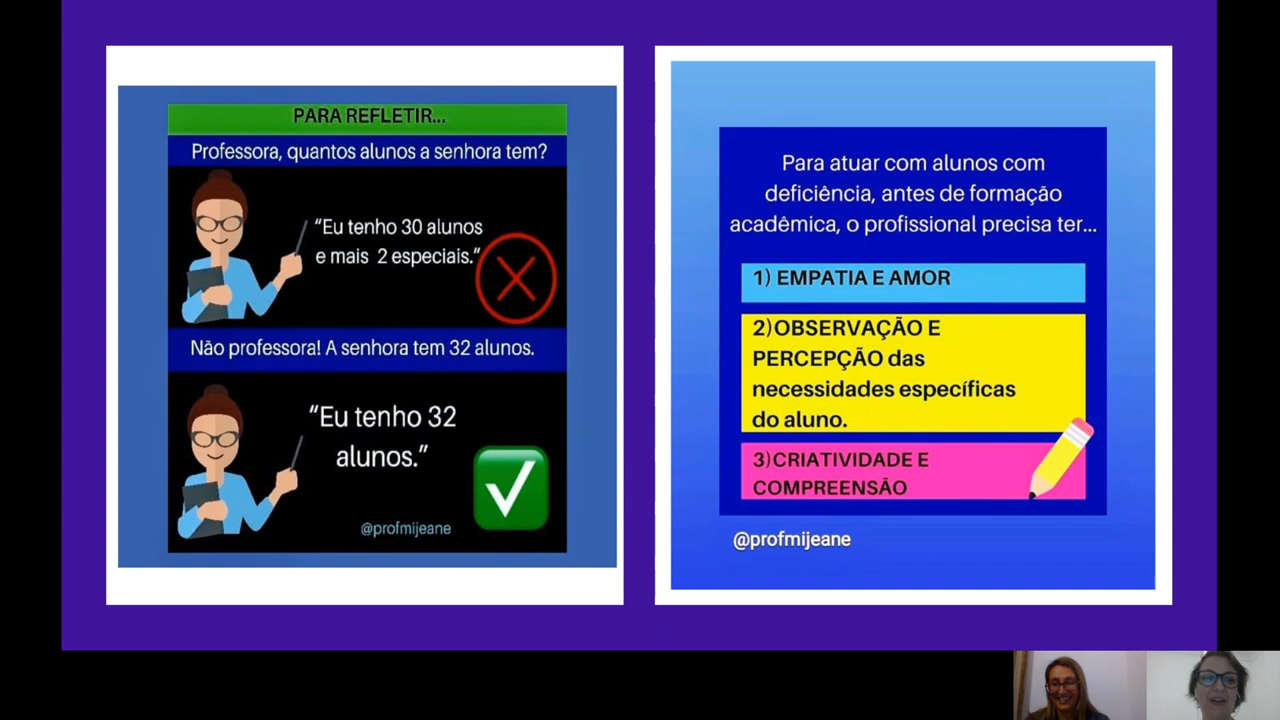 PARA REFLETIR...
Professora, quantos alunos a senhora tem?
“Eu tenho 30 alunos
e mais 2 especiais.”
Não professora! A senhora tem 32 alunos.
“Eu tenho 32
alunos.”
@profmijeane
Para atuar com alunos com
deficiência, antes de formação
acadêmica, o profissional precisa ter...
1) EMPATIA E AMOR
2)OBSERVAÇÃO E
PERCEPÇÃO das
necessidades específicas
do aluno.
3)CRIATIVIDADE E
COMPREENSÃO
@profmijeane